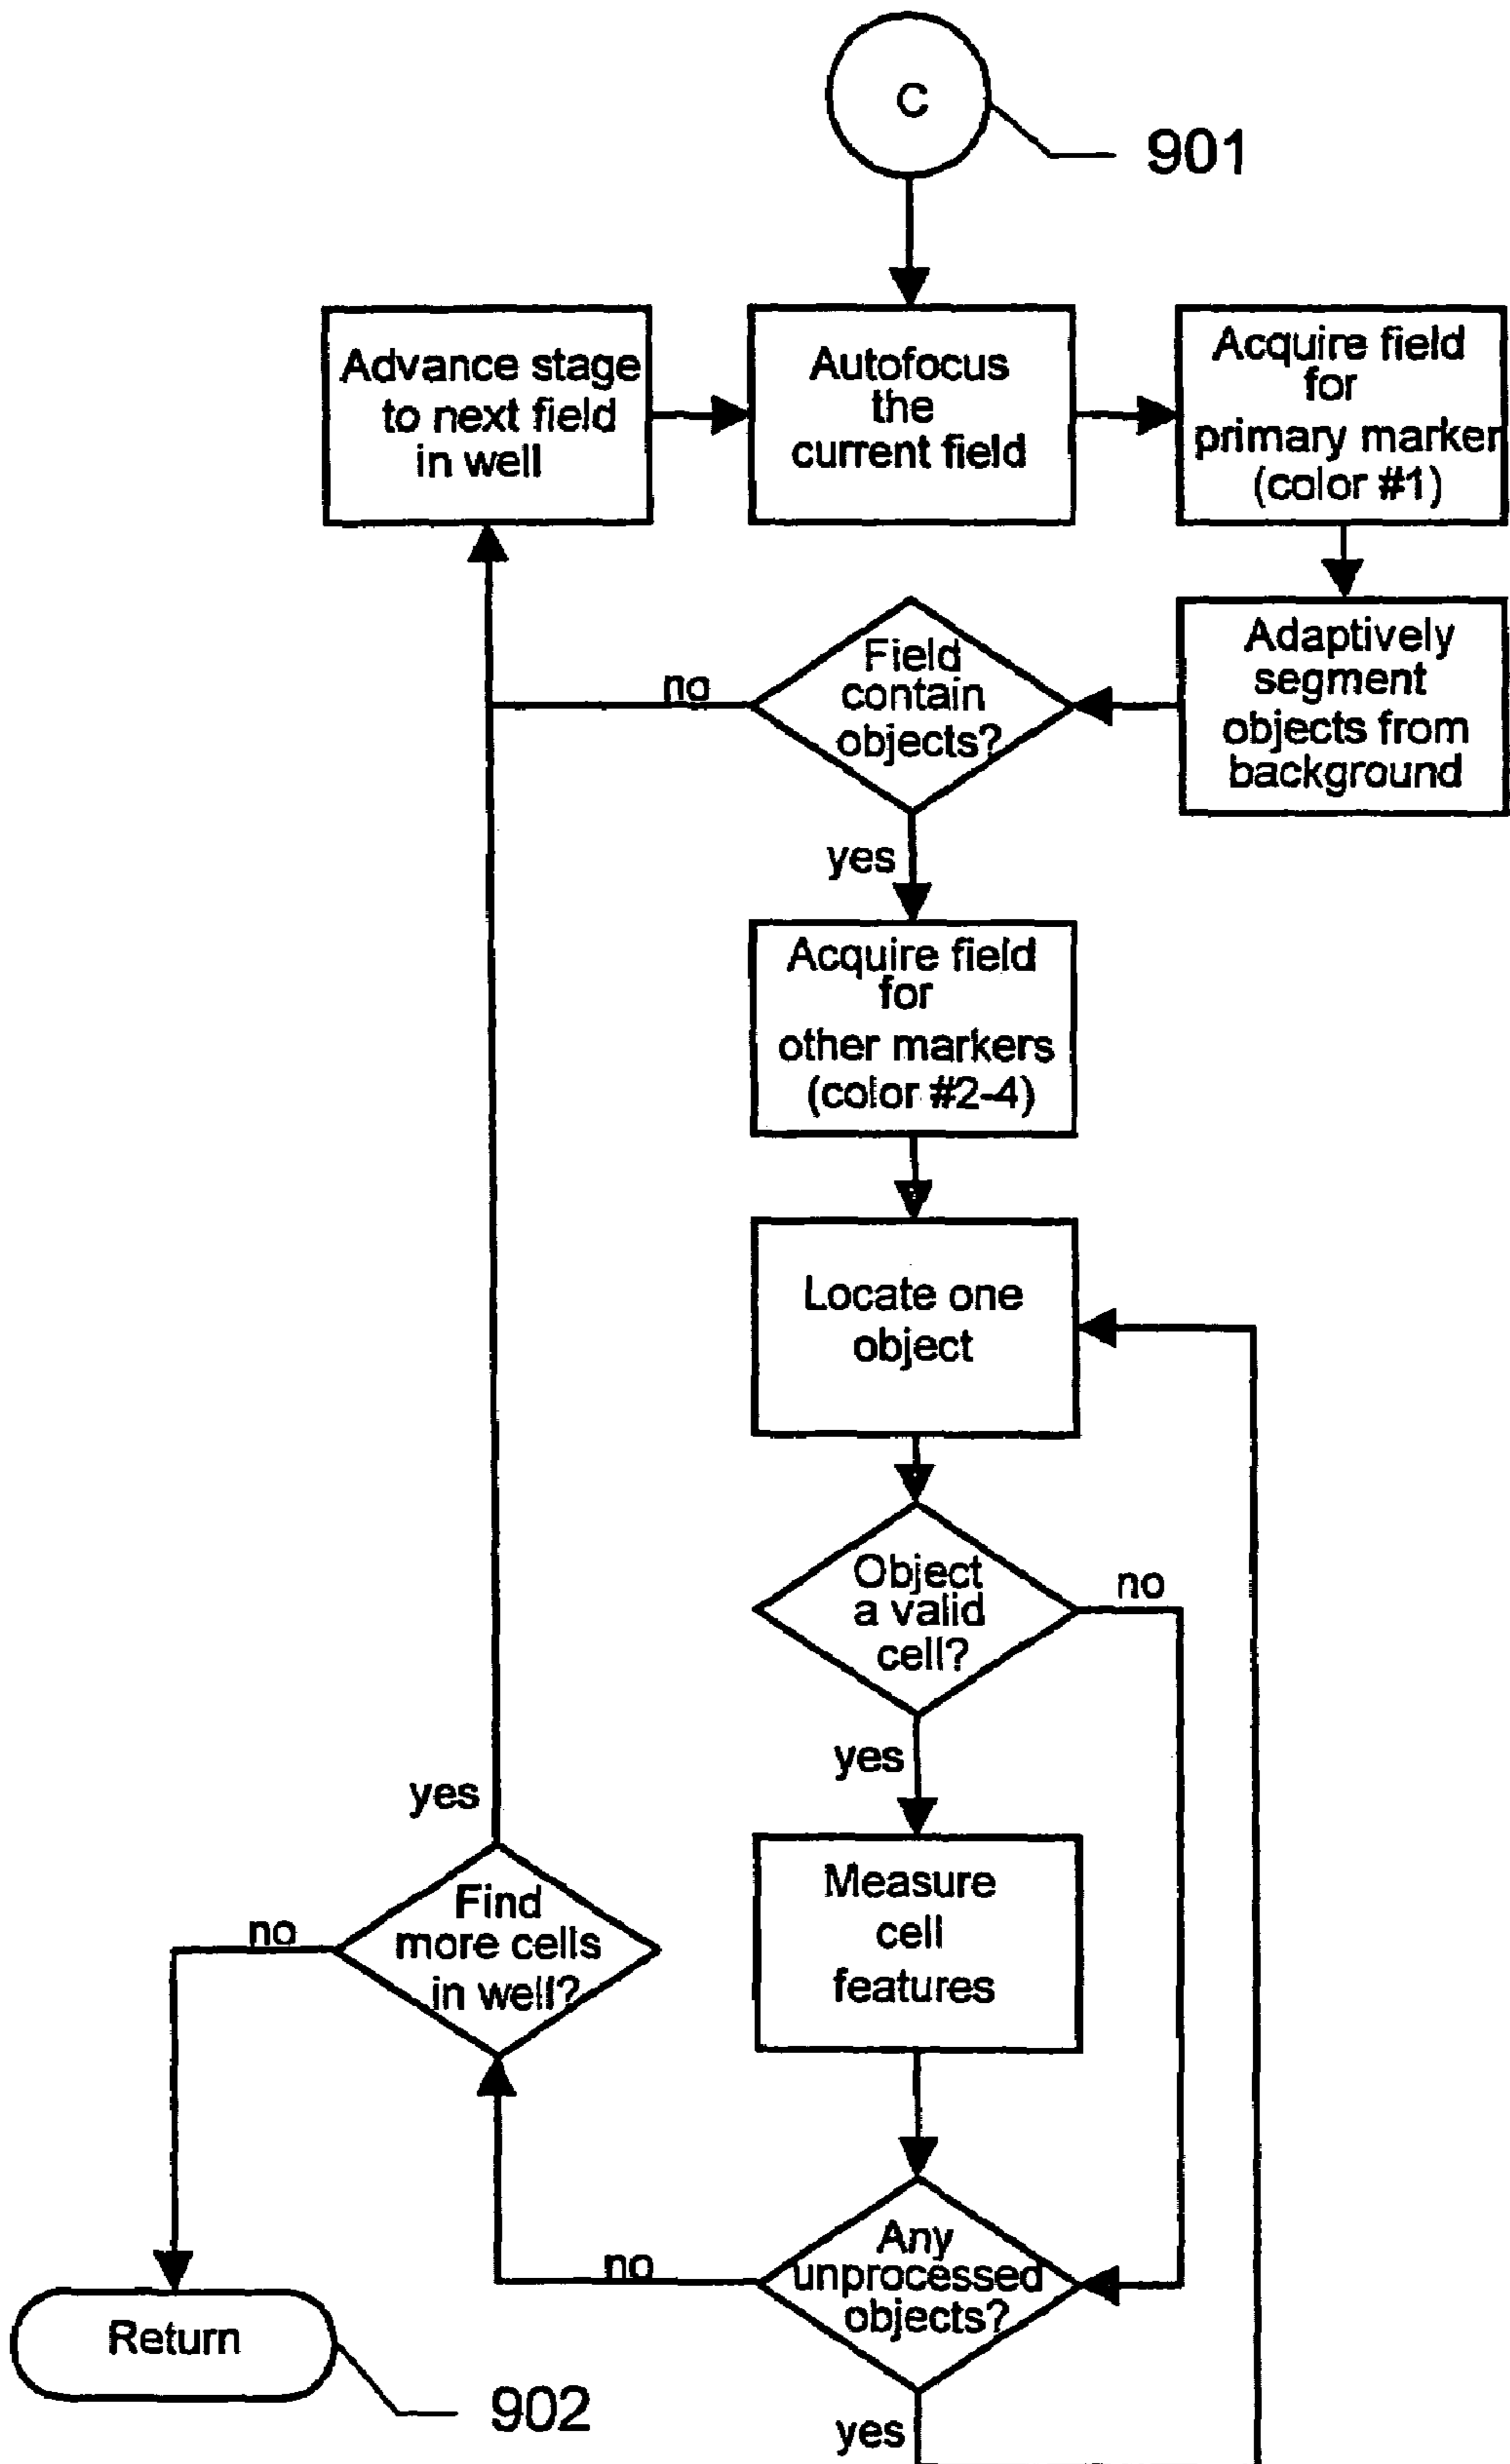 C
901
Advance stage
to next field
in well
Autofocus
the
current field
Acquire field
for
primary marker
(color #1)
Field
contain
objects?
no
Adaptively
segment
objects from
background
yes
Acquire field
for
other markers
(color #2-4)
Locate one
object
Object
a valid
cell?
no
yes
Measure
cell
features
yes
Find
more cells
in well?
no
Any
unprocessed
objects?
no
yes
Return
902